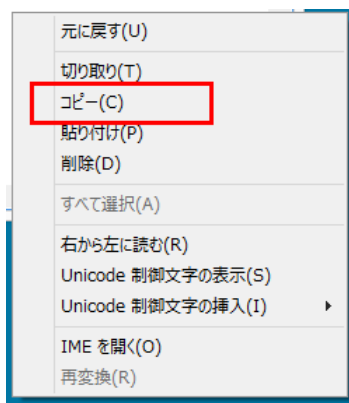 元に戻す(U)
切り取り(T)
コピー(C)
貼り付け(P)
削除(D)
すべて選択(A)
右から左に読む(R)
Unicode 制御文字の表示(S)
Unicode 制御文字の挿入(I)
IME を開く(O)
再変換(R)